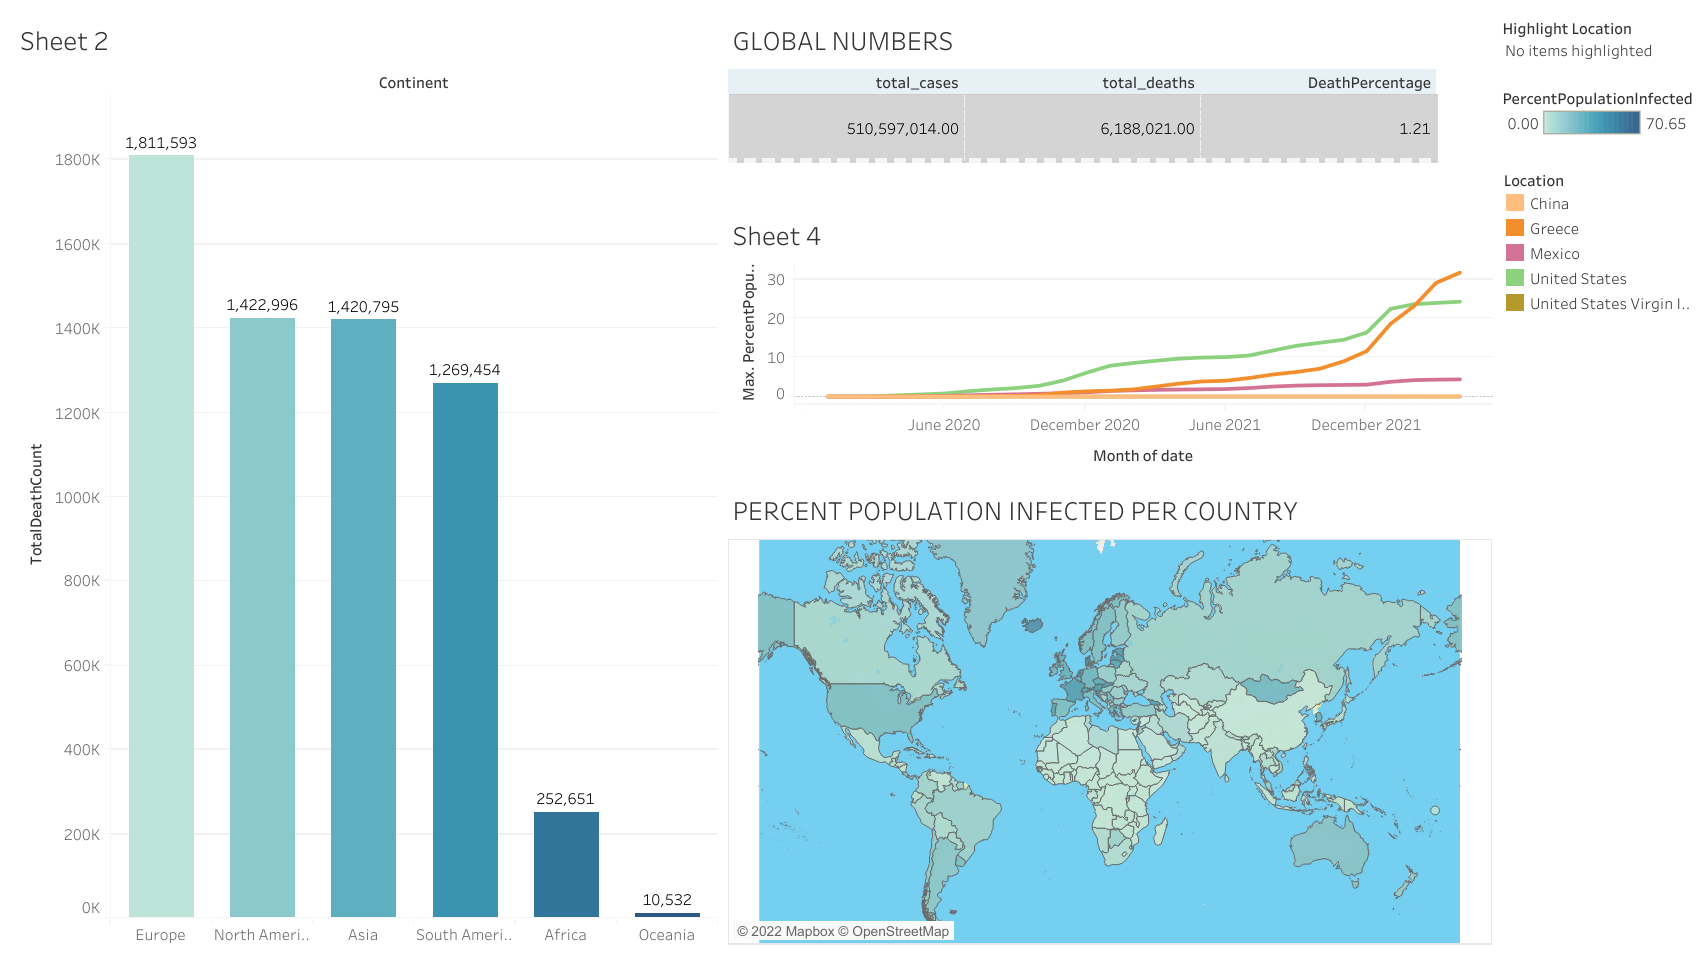 Sheet 2
Continent
TotalDeathCount
1800K
1600K
1400K
1200K
1000K
800K
600K
400K
200K
0K
1,811,593
1,422,996
1,420,795
1,269,454
252,651
10,532
Europe
North Ameri..
Asia
South Ameri..
Africa
Oceania
GLOBAL NUMBERS
total_cases total_deaths DeathPercentage
510,597,014.00 6,188,021.00 1.21
Sheet 4
Max. PercentPopu..
30
20
10
0
June 2020
December 2020
June 2021
December 2021
Month of date
PERCENT POPULATION INFECTED PER COUNTRY
© 2022 Mapbox © OpenStreetMap
Highlight Location
No items highlighted
PercentPopulationInfected
0.00 70.65
Location
China
Greece
Mexico
United States
United States Virgin I..